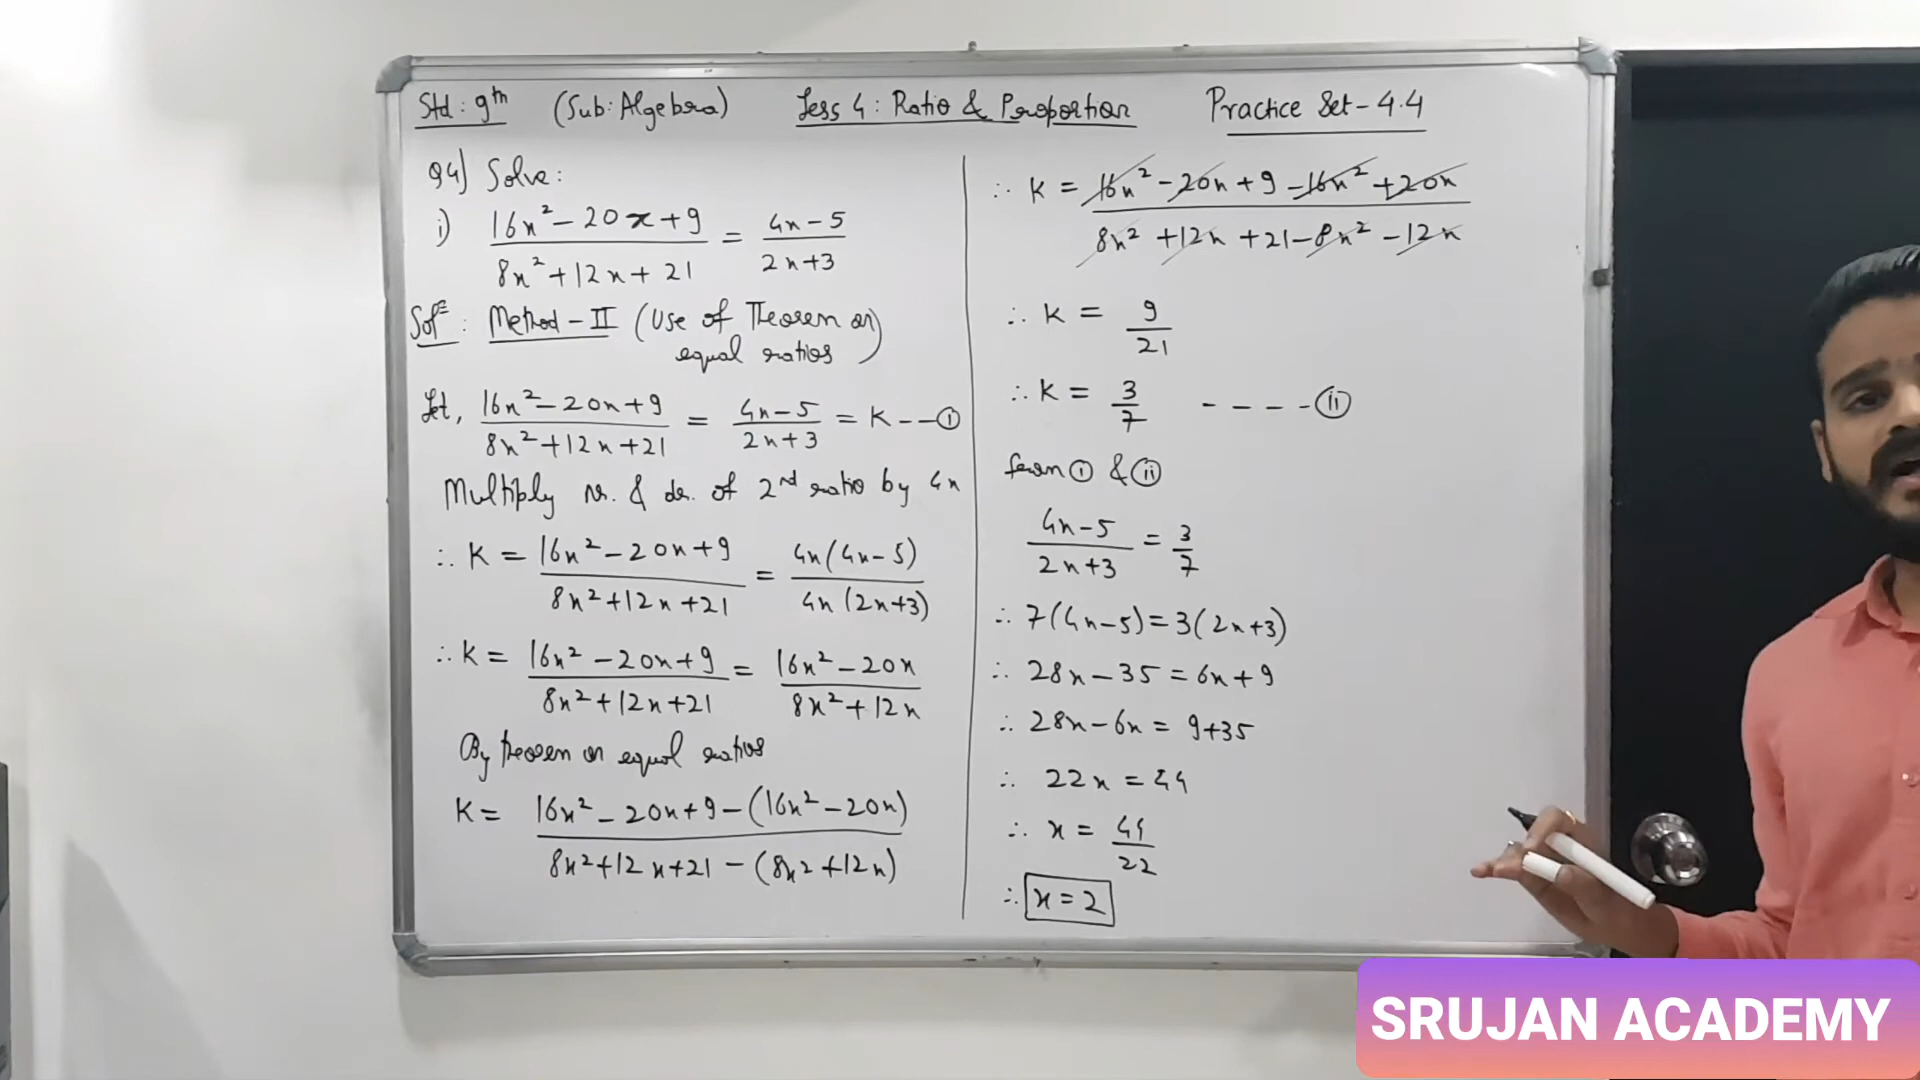 Std : 9th (Sub: Algebra) Less 4 : Ratio & Proportion Practice Set - 4.4
Q4) Solve:
i) (16x² - 20x + 9)/(8x² + 12x + 21) = (4x - 5)/(2x + 3)
Solⁿ: Method - II (Use of Theorem on
equal ratios)
Let, (16x² - 20x + 9)/(8x² + 12x + 21) = (4x - 5)/(2x + 3) = K -- (i)
Multiply nr. & dr. of 2nd ratio by 4x
∴ K = (16x² - 20x + 9)/(8x² + 12x + 21) = 4x(4x - 5)/4x(2x + 3)
∴ K = (16x² - 20x + 9)/(8x² + 12x + 21) = (16x² - 20x)/(8x² + 12x)
By theorem on equal ratios
K = (16x² - 20x + 9 - (16x² - 20x))/(8x² + 12x + 21 - (8x² + 12x))
∴ K = (16x² - 20x + 9 - 16x² + 20x)/(8x² + 12x + 21 - 8x² - 12x)
∴ K = 9/21
∴ K = 3/7 ---- (ii)
from (i) & (ii)
(4x - 5)/(2x + 3) = 3/7
∴ 7(4x - 5) = 3(2x + 3)
∴ 28x - 35 = 6x + 9
∴ 28x - 6x = 9 + 35
∴ 22x = 44
∴ x = 44/22
∴ x = 2
SRUJAN ACADEMY